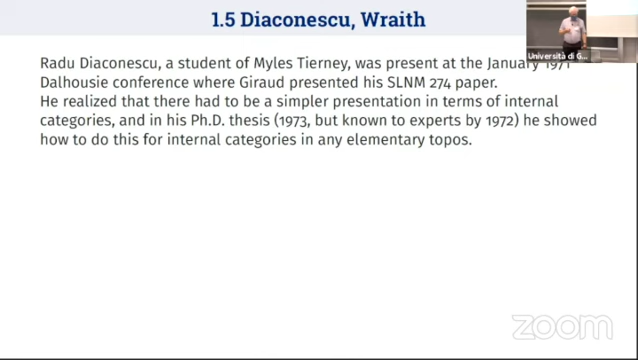 1.5 Diaconescu, Wraith
Università di G...
Radu Diaconescu, a student of Myles Tierney, was present at the January 1971
Dalhousie conference where Giraud presented his SLNM 274 paper.
He realized that there had to be a simpler presentation in terms of internal
categories, and in his Ph.D. thesis (1973, but known to experts by 1972) he showed
how to do this for internal categories in any elementary topos.
zoom